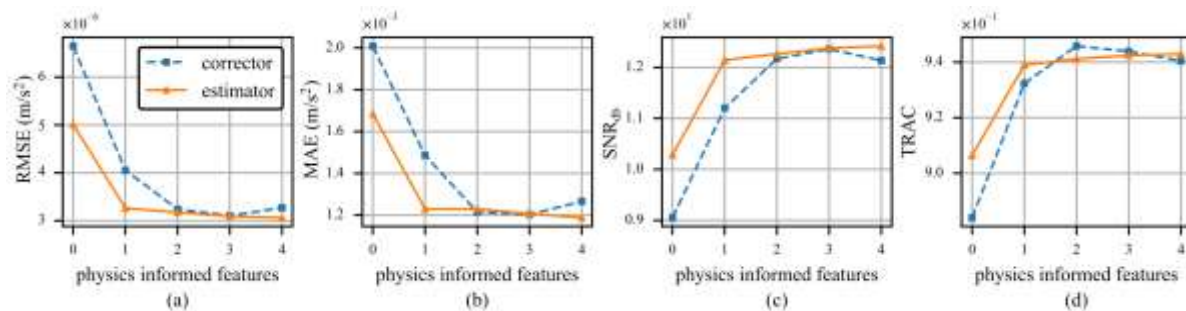 ×10⁻⁶
RMSE (m/s²)
6
5
4
3
corrector
estimator
0 1 2 3 4
physics informed features
(a)
×10⁻³
MAE (m/s²)
2.0
1.8
1.6
1.4
1.2
0 1 2 3 4
physics informed features
(b)
×10¹
SNR_dB
1.2
1.1
1.0
0.9
0 1 2 3 4
physics informed features
(c)
×10⁻¹
TRAC
9.4
9.2
9.0
0 1 2 3 4
physics informed features
(d)